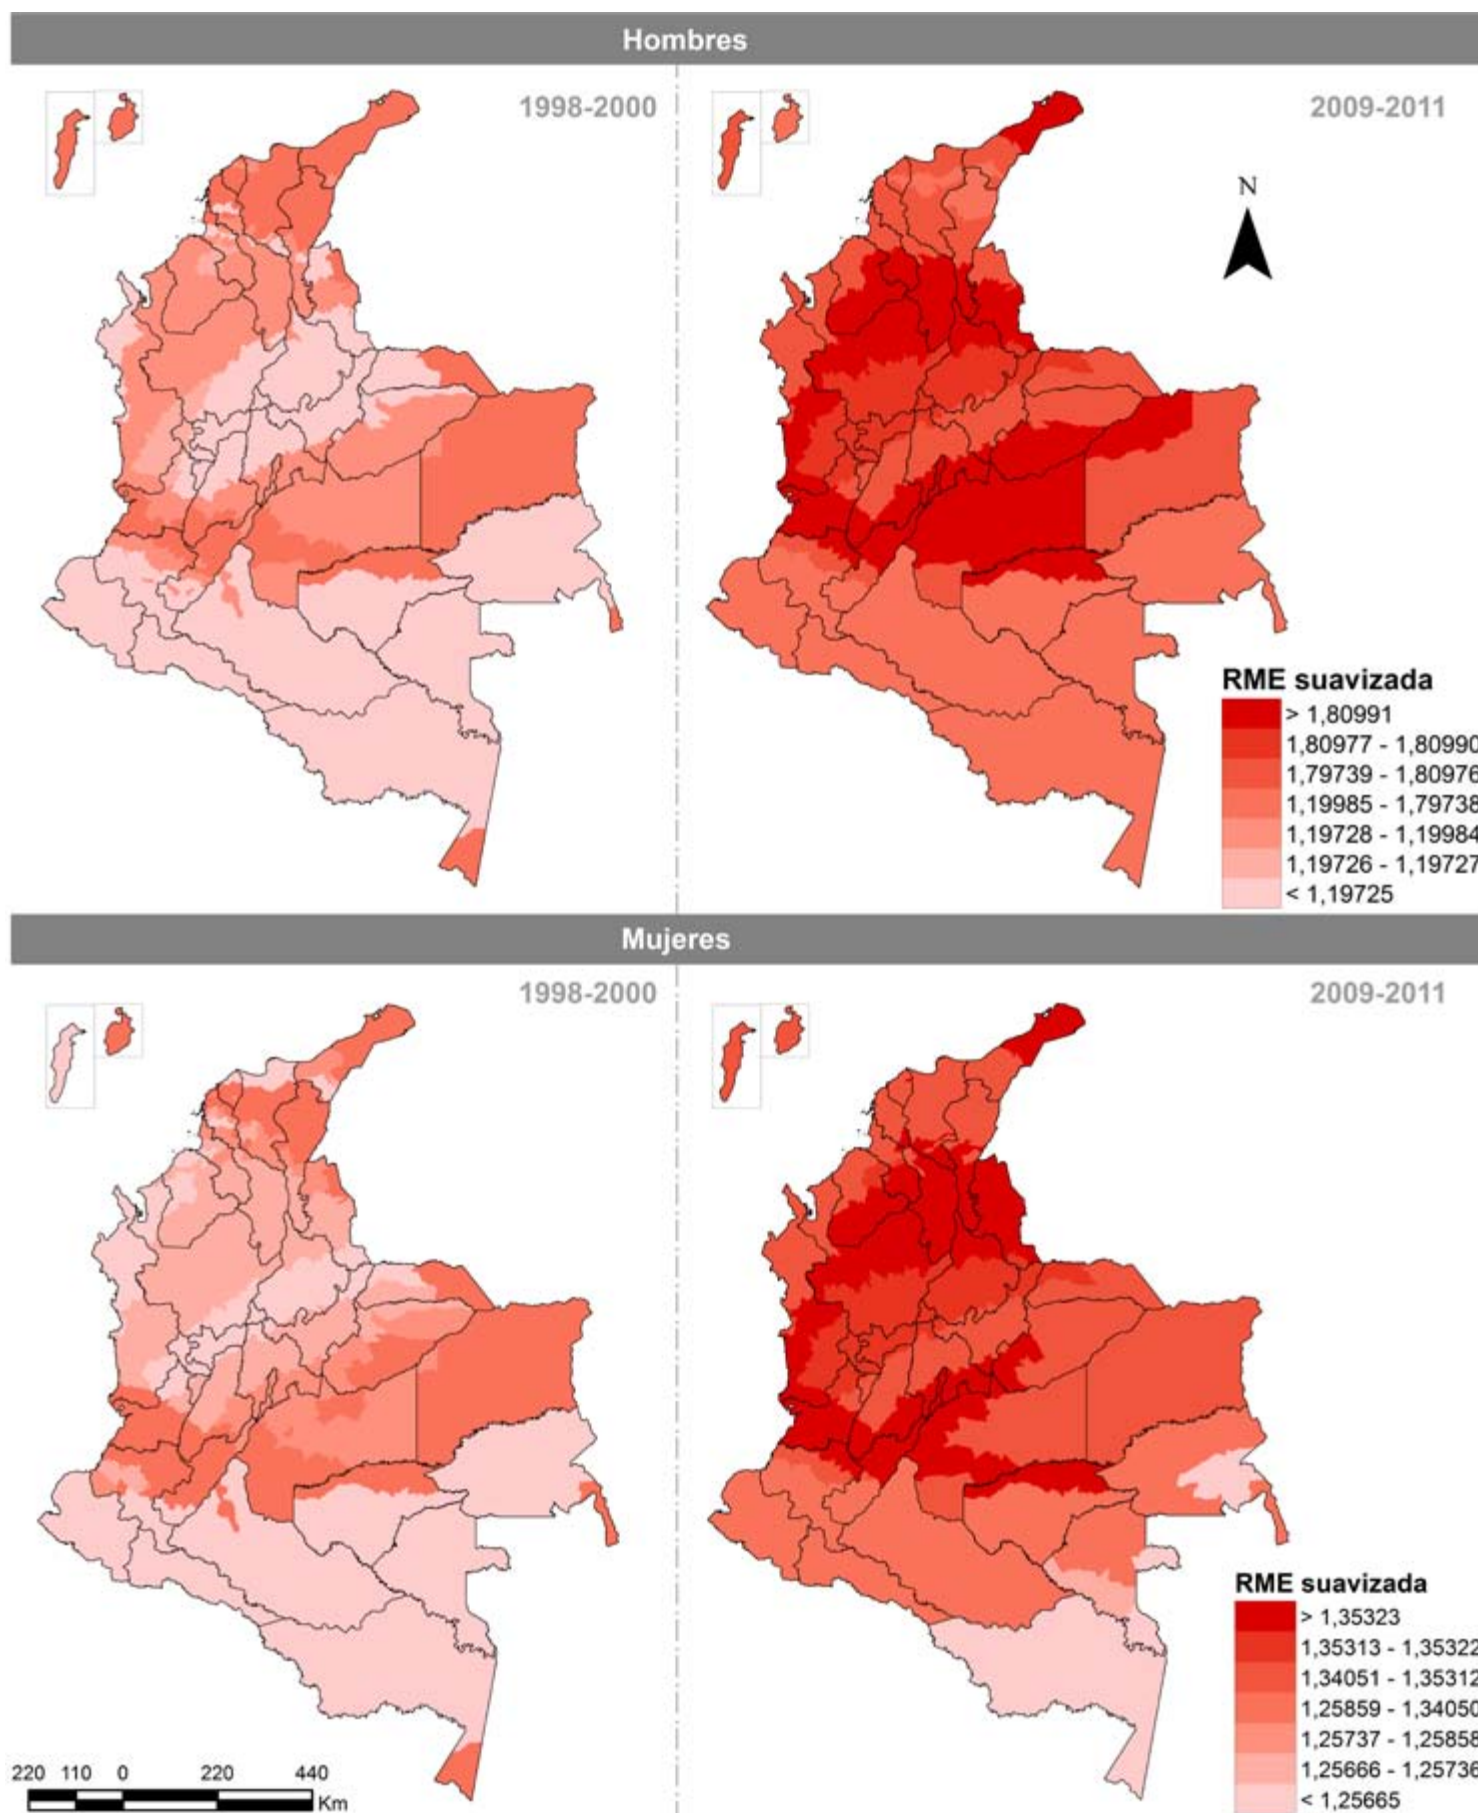 Hombres
1998-2000
2009-2011
N
RME suavizada
> 1,80991
1,80977 - 1,80990
1,79739 - 1,80976
1,19985 - 1,79738
1,19728 - 1,19984
1,19726 - 1,19727
< 1,19725
Mujeres
1998-2000
2009-2011
RME suavizada
> 1,35323
1,35313 - 1,35322
1,34051 - 1,35312
1,25859 - 1,34050
1,25737 - 1,25858
1,25666 - 1,25736
< 1,25665
220 110 0 220 440
Km